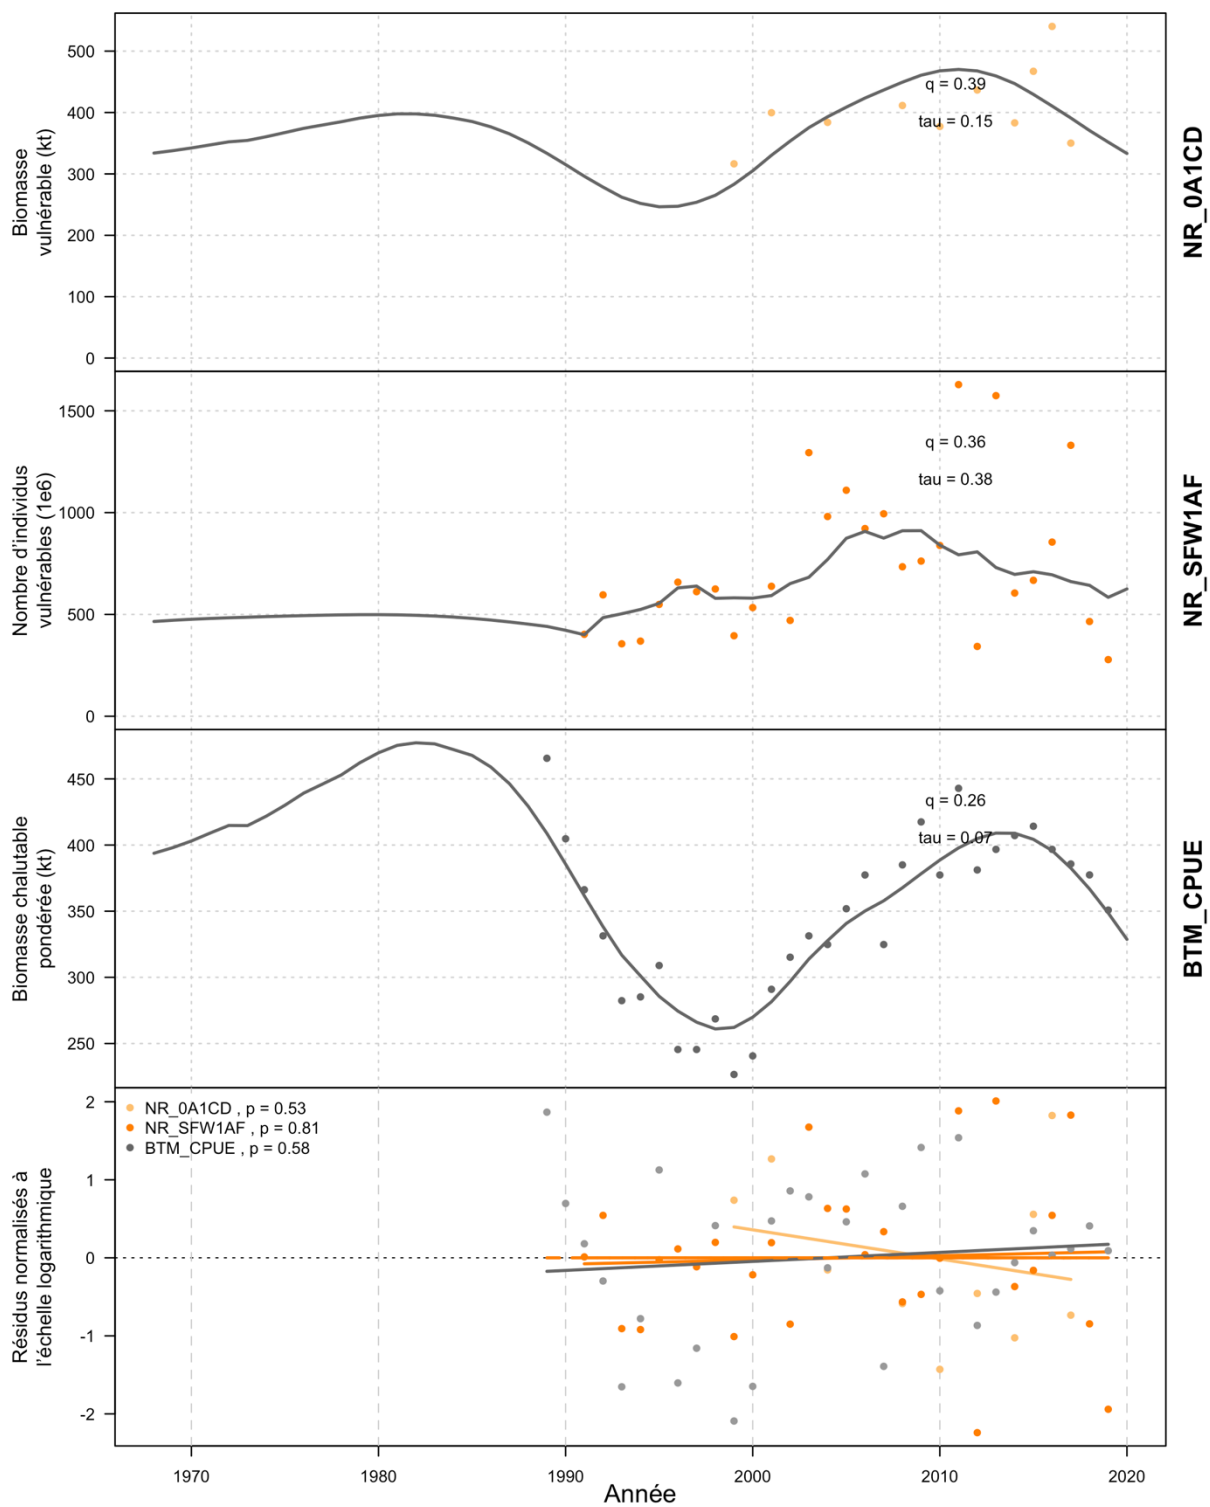 500
400
300
200
100
0
Biomasse
vulnérable (kt)
q = 0.39
tau = 0.15
NR_0A1CD
1500
1000
500
0
Nombre d'individus
vulnérables (1e6)
q = 0.36
tau = 0.38
NR_SFW1AF
450
400
350
300
250
Biomasse chalutable
pondérée (kt)
q = 0.26
tau = 0.07
BTM_CPUE
2
1
0
-1
-2
Résidus normalisés à
l'échelle logarithmique
NR_0A1CD , p = 0.53
NR_SFW1AF , p = 0.81
BTM_CPUE , p = 0.58
1970 1980 1990 2000 2010 2020
Année